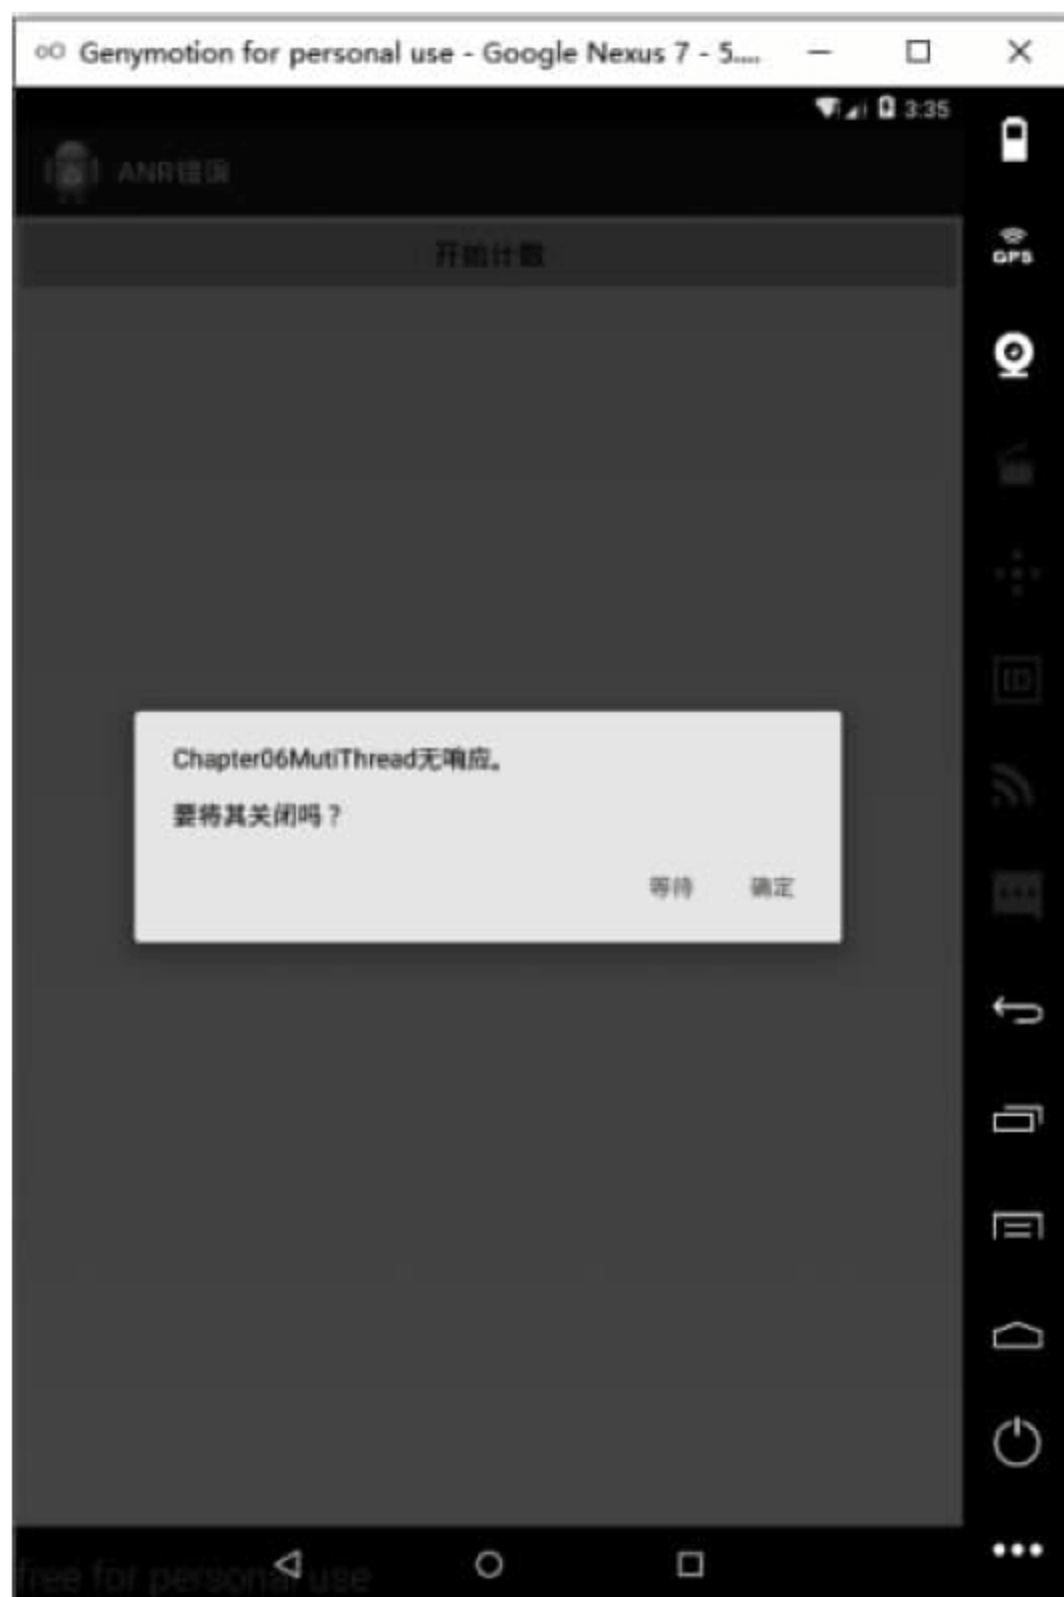 Genymotion for personal use - Google Nexus 7 - 5....
3:35
ANR错误
GPS
开始计数
ID
Chapter06MutiThread无响应。
要将其关闭吗？
等待 确定
free for personal use